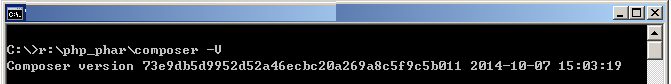 C:\>r:\php_phar\composer -V
Composer version 73e9db5d9952d52a46ecbc20a269a8c5f9c5b011 2014-10-07 15:03:19